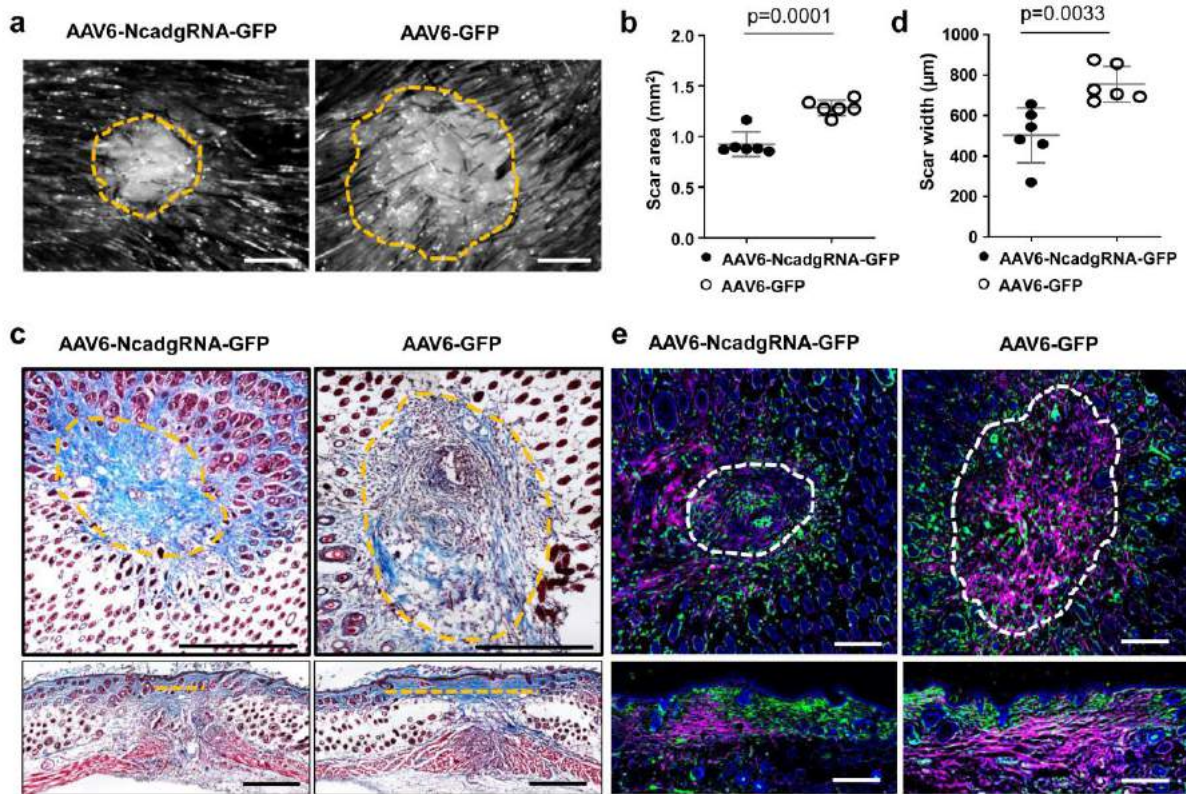 a
AAV6-NcadgRNA-GFP
AAV6-GFP
b
p=0.0001
2.0
1.5
1.0
0.5
0.0
Scar area (mm²)
AAV6-NcadgRNA-GFP
AAV6-GFP
d
p=0.0033
1000
800
600
400
200
0
Scar width (μm)
AAV6-NcadgRNA-GFP
AAV6-GFP
c
AAV6-NcadgRNA-GFP
AAV6-GFP
e
AAV6-NcadgRNA-GFP
AAV6-GFP